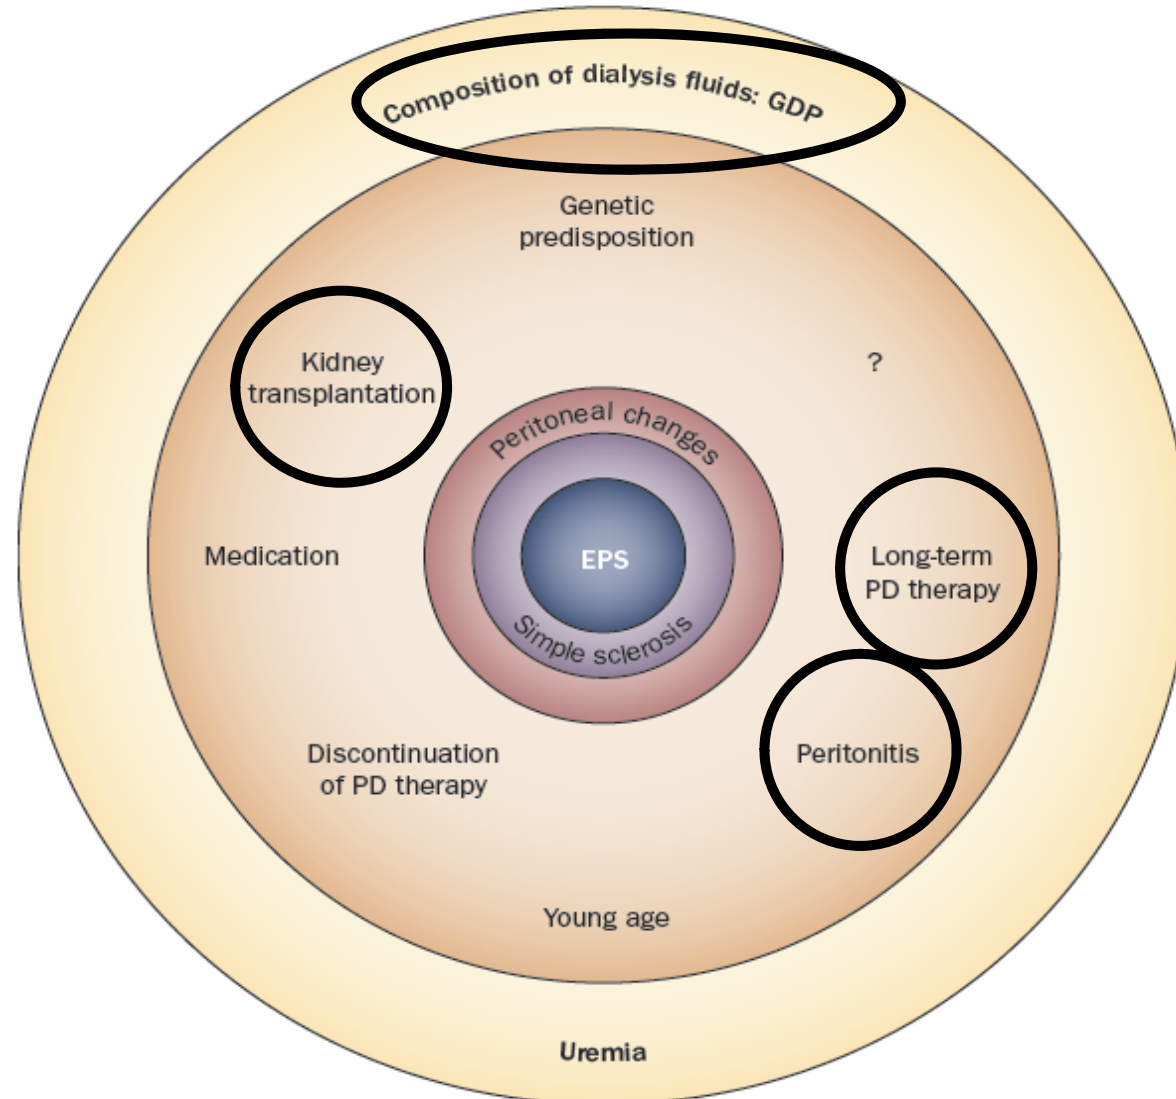 Composition of dialysis fluids: GDP
Genetic
predisposition
Kidney
transplantation
?
Peritoneal changes
Medication
EPS
Long-term
PD therapy
Simple sclerosis
Discontinuation
of PD therapy
Peritonitis
Young age
Uremia